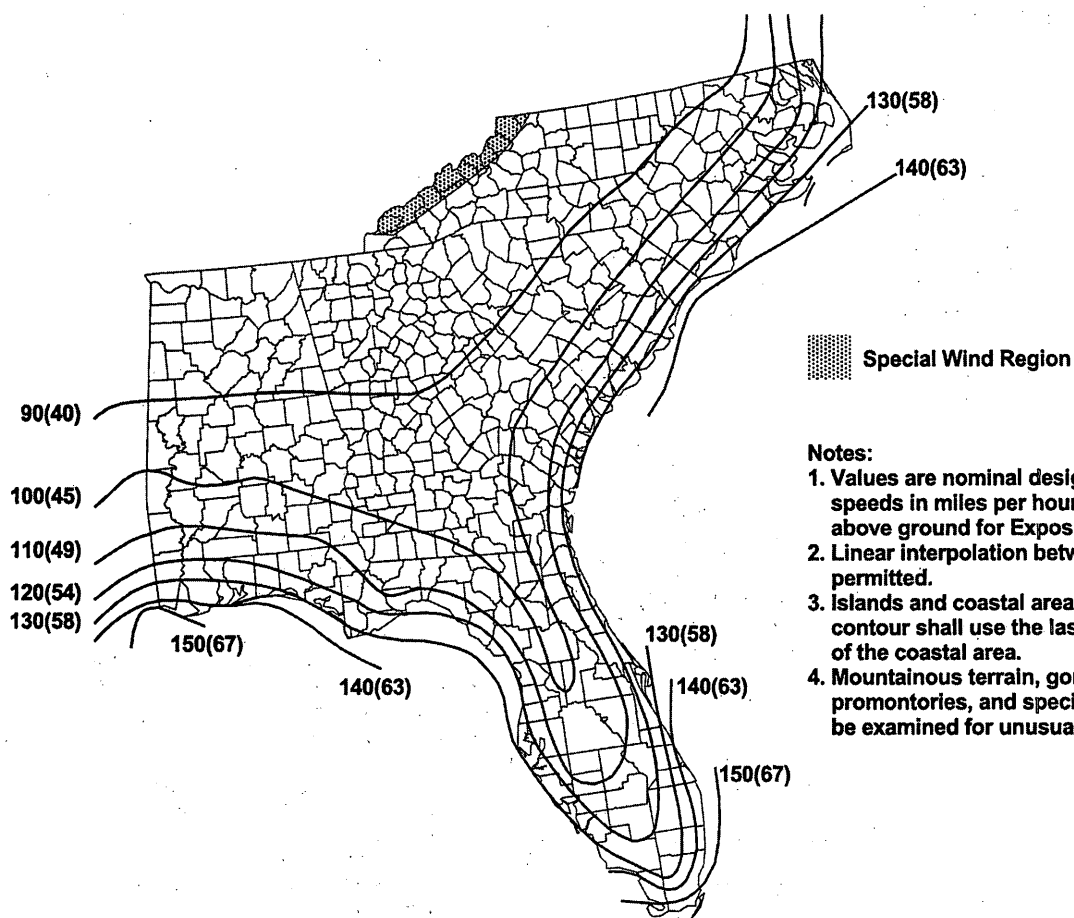 130(58)
140(63)
Special Wind Region
90(40)
100(45)
110(49)
120(54)
130(58)
150(67)
140(63)
130(58)
140(63)
150(67)
Notes:
1. Values are nominal desig
speeds in miles per hour
above ground for Expos
2. Linear interpolation betw
permitted.
3. Islands and coastal area
contour shall use the las
of the coastal area.
4. Mountainous terrain, gor
promontories, and speci
be examined for unusua